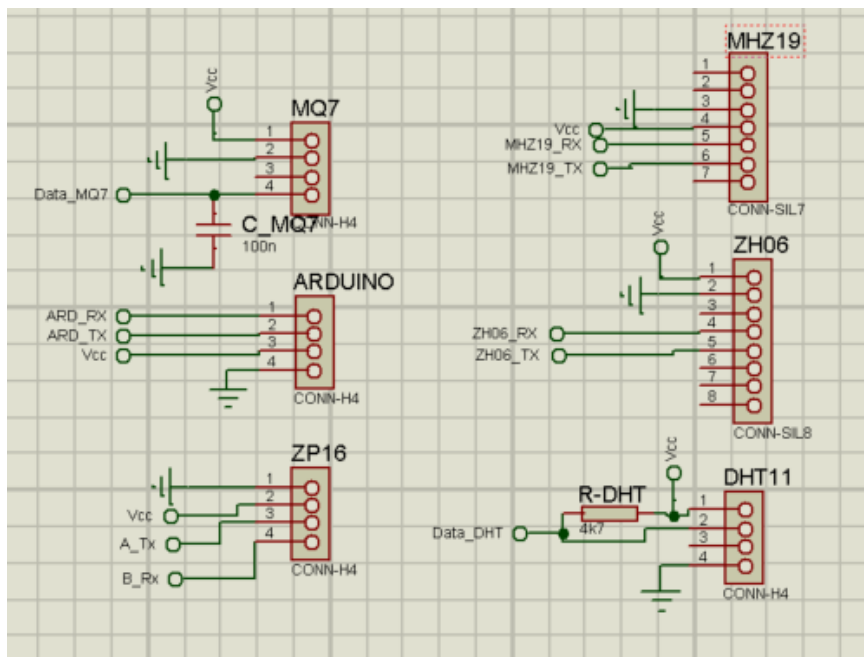 MQ7
Vcc
1
2
3
4
Data_MQ7
CONN-H4
C_MQ7
100n
MHZ19
1
2
3
4
5
6
7
Vcc
MHZ19_RX
MHZ19_TX
CONN-SIL7
ARDUINO
ARD_RX
ARD_TX
Vcc
1
2
3
4
CONN-H4
ZH06
Vcc
1
2
3
4
5
6
7
8
ZH06_RX
ZH06_TX
CONN-SIL8
ZP16
1
2
3
4
Vcc
A_Tx
B_Rx
CONN-H4
DHT11
Vcc
R-DHT
4k7
Data_DHT
1
2
3
4
CONN-H4